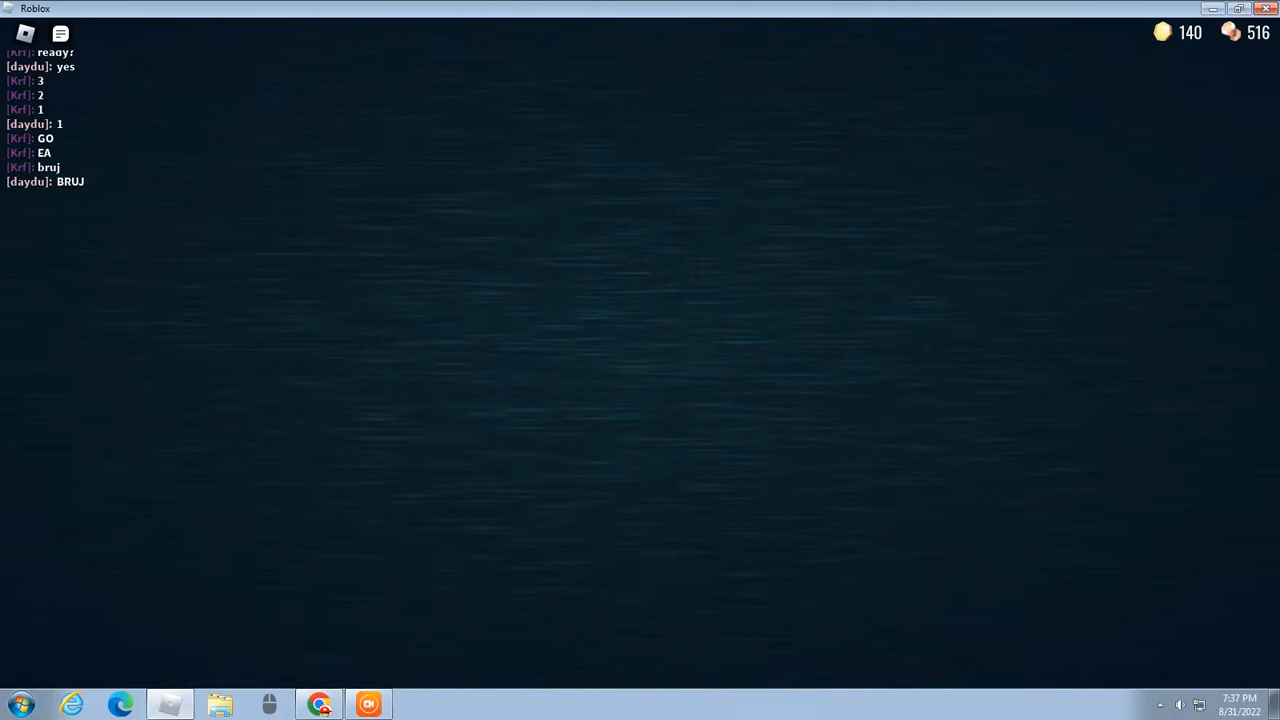 Roblox
140
516
[Krf]: ready?
[daydu]: yes
[Krf]: 3
[Krf]: 2
[Krf]: 1
[daydu]: 1
[Krf]: GO
[Krf]: EA
[Krf]: bruj
[daydu]: BRUJ
7:37 PM
8/31/2022